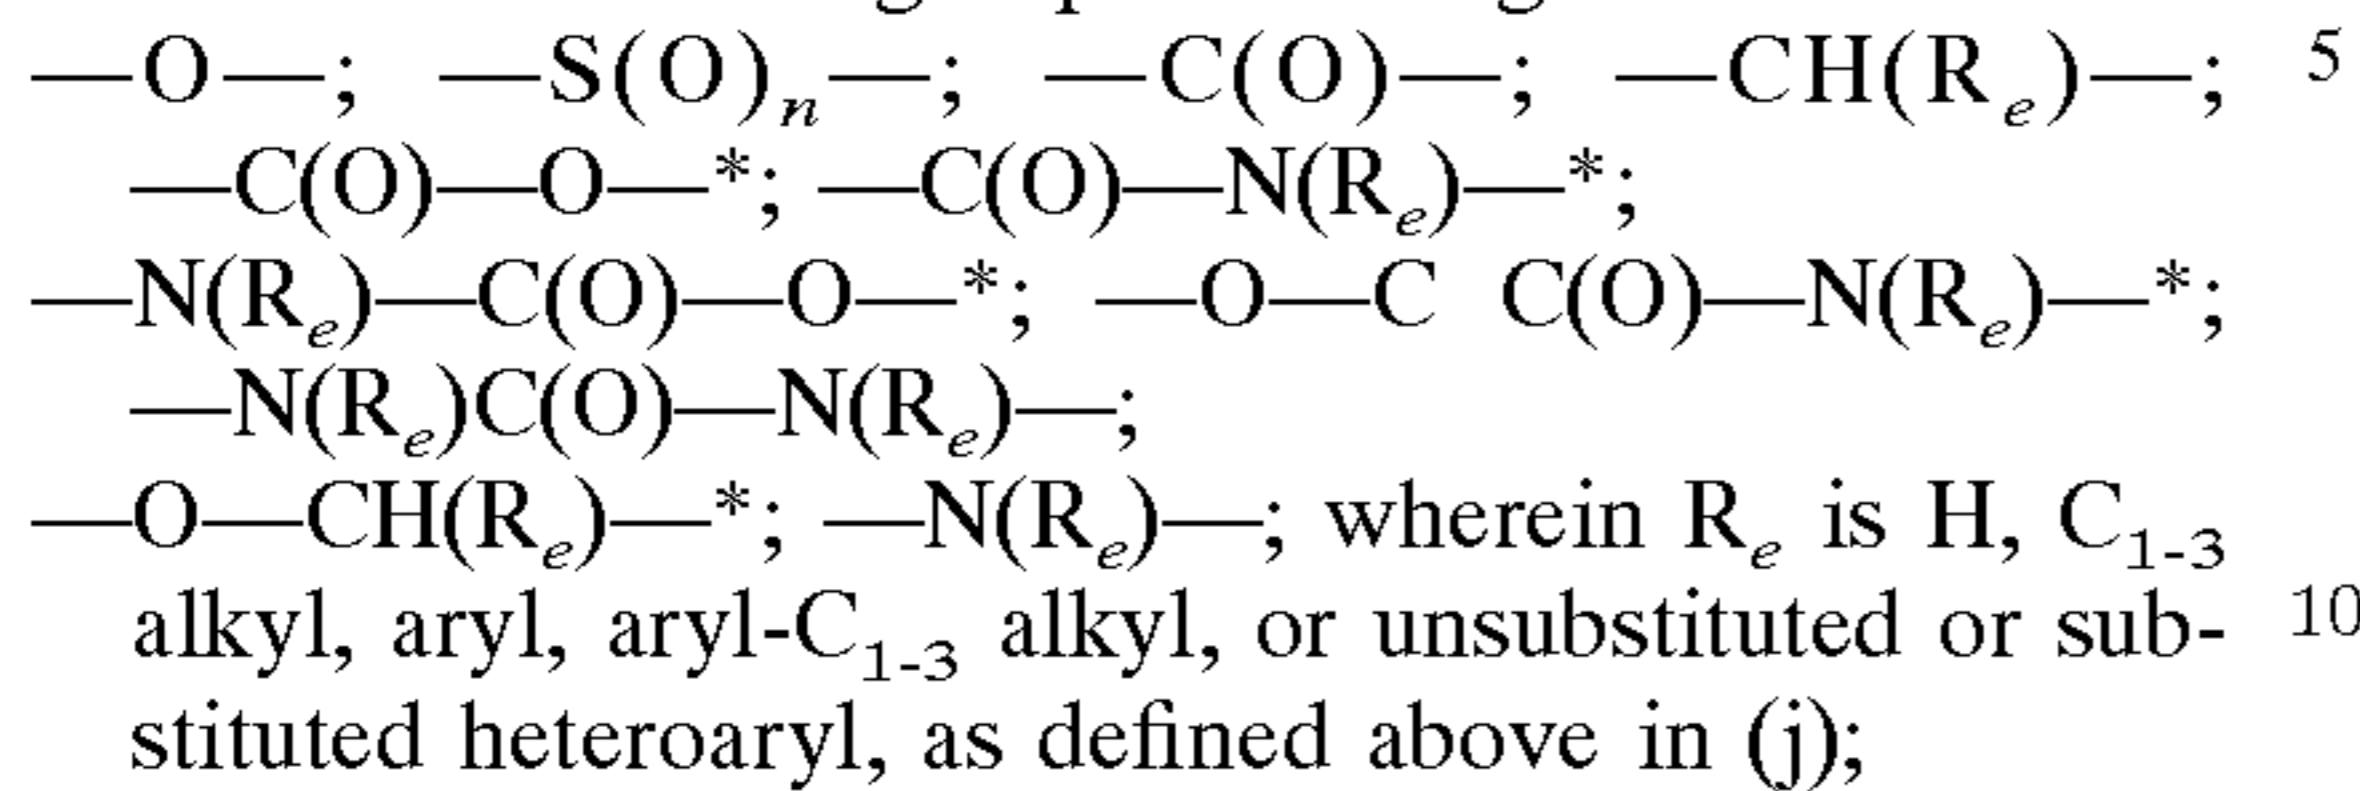 —O—; —S(O)ₙ—; —C(O)—; —CH(Rₑ)—; 5
—C(O)—O—*; —C(O)—N(Rₑ)—*;
—N(Rₑ)—C(O)—O—*; —O—C C(O)—N(Rₑ)—*;
—N(Rₑ)C(O)—N(Rₑ)—;
—O—CH(Rₑ)—*; —N(Rₑ)—; wherein Rₑ is H, C₁₋₃
alkyl, aryl, aryl-C₁₋₃ alkyl, or unsubstituted or sub- 10
stituted heteroaryl, as defined above in (j);